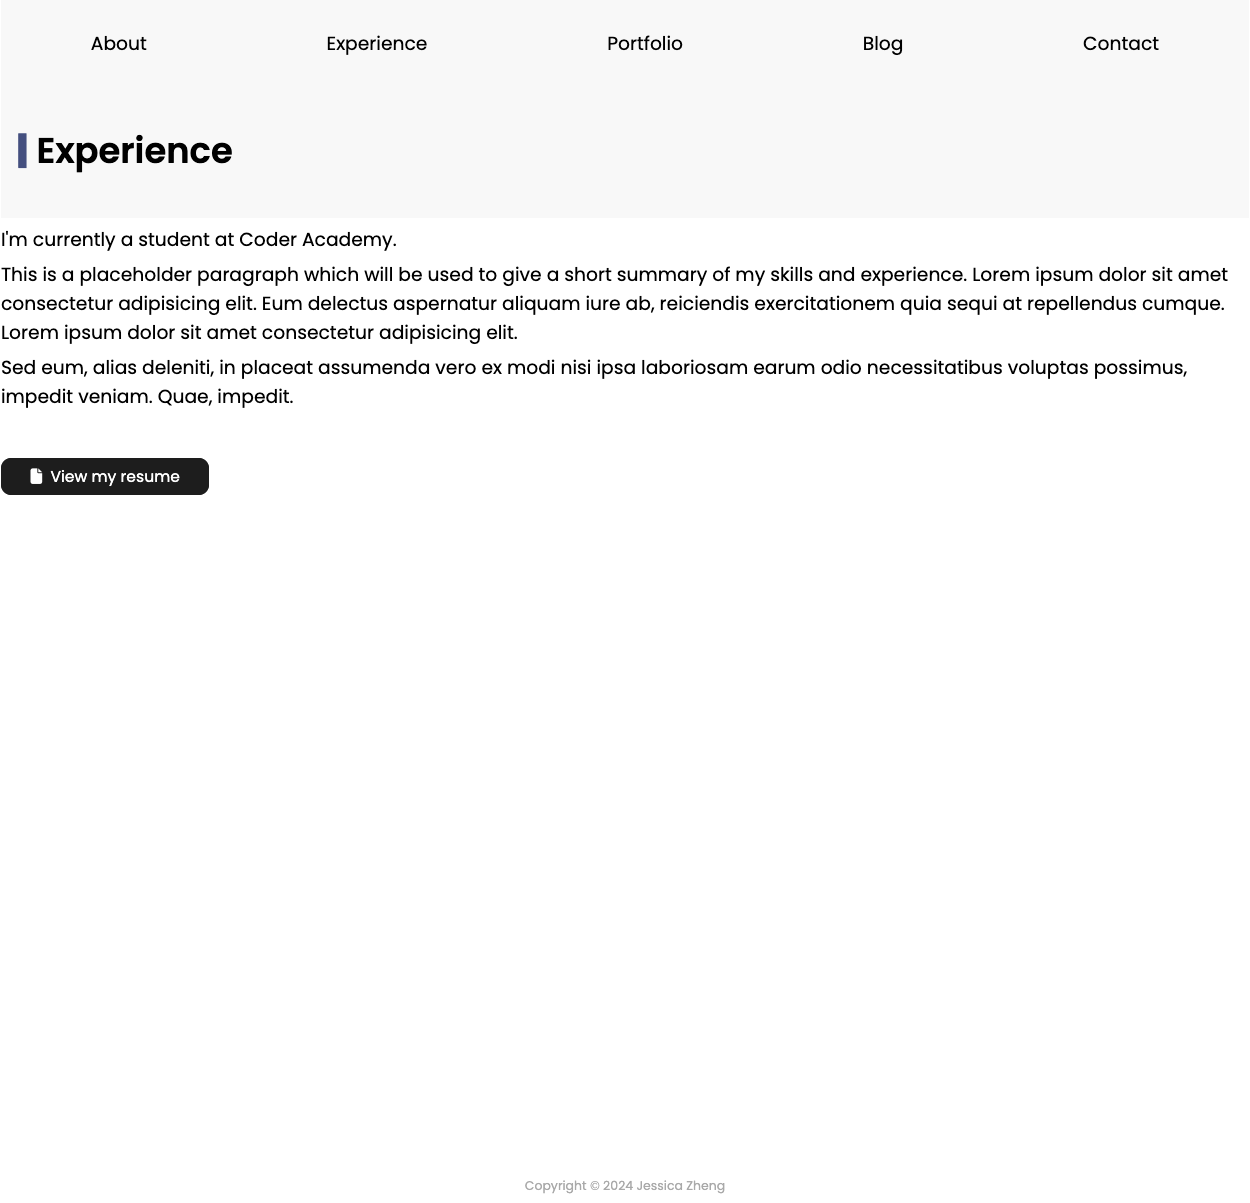 About
Experience
Portfolio
Blog
Contact
Experience
I'm currently a student at Coder Academy.
This is a placeholder paragraph which will be used to give a short summary of my skills and experience. Lorem ipsum dolor sit amet
consectetur adipisicing elit. Eum delectus aspernatur aliquam iure ab, reiciendis exercitationem quia sequi at repellendus cumque.
Lorem ipsum dolor sit amet consectetur adipisicing elit.
Sed eum, alias deleniti, in placeat assumenda vero ex modi nisi ipsa laboriosam earum odio necessitatibus voluptas possimus,
impedit veniam. Quae, impedit.
View my resume
Copyright © 2024 Jessica Zheng